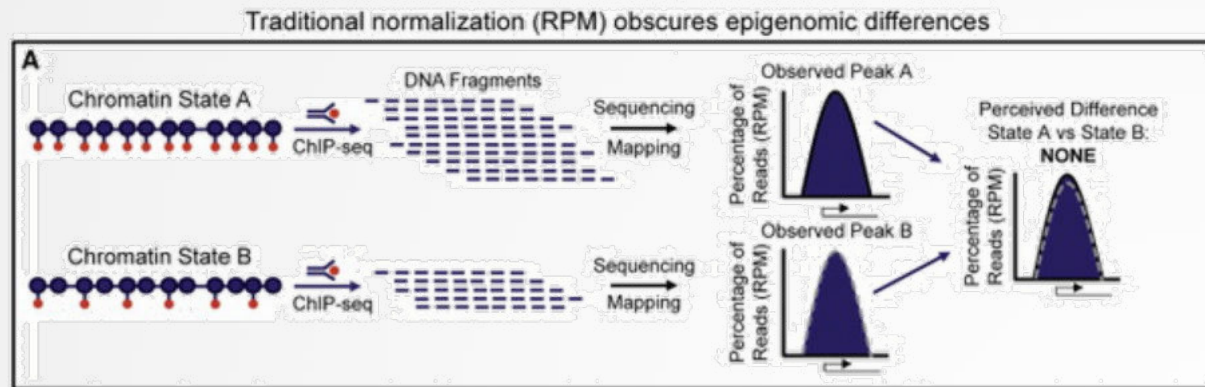 Traditional normalization (RPM) obscures epigenomic differences
A
Chromatin State A
ChIP-seq
DNA Fragments
Sequencing
Mapping
Observed Peak A
Percentage of
Reads (RPM)
Perceived Difference
State A vs State B:
NONE
Percentage of
Reads (RPM)
Chromatin State B
ChIP-seq
Sequencing
Mapping
Observed Peak B
Percentage of
Reads (RPM)